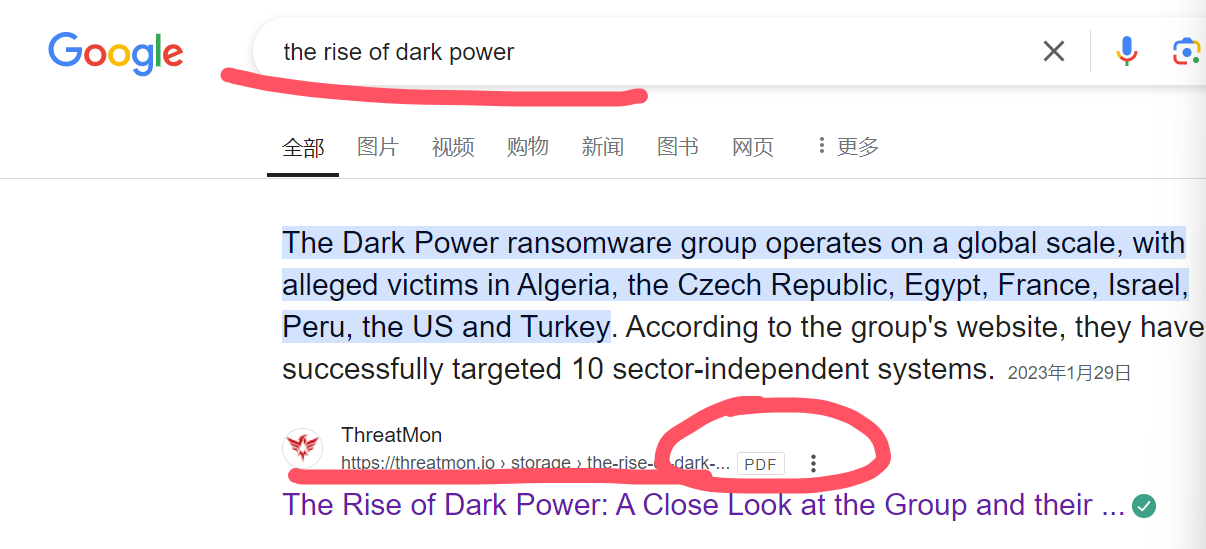 Google
the rise of dark power
全部 图片 视频 购物 新闻 图书 网页 更多
The Dark Power ransomware group operates on a global scale, with
alleged victims in Algeria, the Czech Republic, Egypt, France, Israel,
Peru, the US and Turkey. According to the group's website, they have
successfully targeted 10 sector-independent systems. 2023年1月29日
ThreatMon
https://threatmon.io › storage › the-rise-of-dark-... PDF
The Rise of Dark Power: A Close Look at the Group and their ...